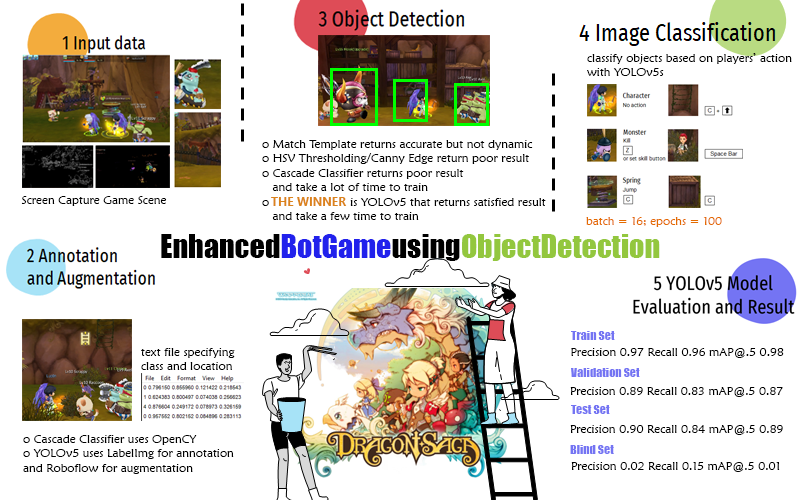 1 Input data
Screen Capture Game Scene
2 Annotation
and Augmentation
text file specifying
class and location
File Edit Format View Help
0 0.796150 0.855960 0.121422 0.218543
1 0.624383 0.800497 0.074038 0.298623
4 0.876604 0.249172 0.078973 0.326159
0 0.957552 0.802152 0.084896 0.283113
o Cascade Classifier uses OpenCY
o YOLOv5 uses LabelImg for annotation
and Roboflow for augmentation
3 Object Detection
o Match Template returns accurate but not dynamic
o HSV Thresholding/Canny Edge return poor result
o Cascade Classifier returns poor result
and take a lot of time to train
o THE WINNER is YOLOv5 that returns satisfied result
and take a few time to train
4 Image Classification
classify objects based on players' action
with YOLOv5s
Character
No action
C + ⬆
Monster
Kill
Z
or set skill button
Space Bar
Spring
Jump
C
C
batch = 16; epochs = 100
EnhancedBotGameusingObjectDetection
DRAGON SAGA
5 YOLOv5 Model
Evaluation and Result
Train Set
Precision 0.97 Recall 0.96 mAP@.5 0.98
Validation Set
Precision 0.89 Recall 0.83 mAP@.5 0.87
Test Set
Precision 0.90 Recall 0.84 mAP@.5 0.89
Blind Set
Precision 0.02 Recall 0.15 mAP@.5 0.01